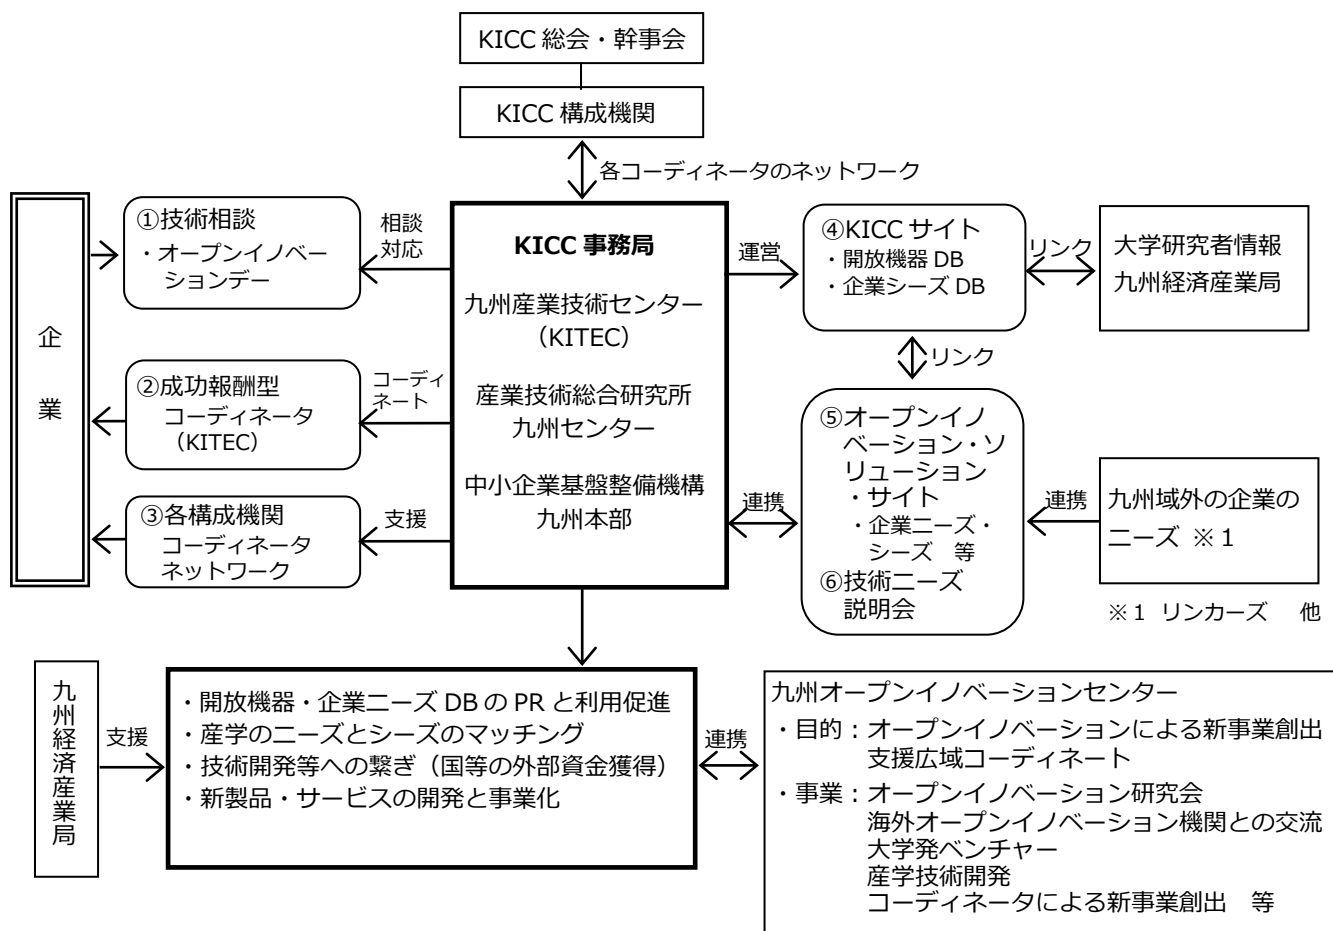 KICC 総会・幹事会
KICC 構成機関
各コーディネータのネットワーク
企
業
①技術相談
・オープンイノベー
ションデー
相談
対応
②成功報酬型
コーディネータ
(KITEC)
コーディ
ネート
③各構成機関
コーディネータ
ネットワーク
支援
KICC 事務局
九州産業技術センター
(KITEC)
産業技術総合研究所
九州センター
中小企業基盤整備機構
九州本部
運営
④KICC サイト
・開放機器 DB
・企業シーズ DB
リンク
大学研究者情報
九州経済産業局
リンク
連携
⑤オープンイノ
ベーション・ソ
リューション
・サイト
・企業ニーズ・
シーズ 等
⑥技術ニーズ
説明会
連携
九州域外の企業の
ニーズ ※1
※1 リンカーズ 他
九州経済産業局
支援
・開放機器・企業ニーズ DB の PR と利用促進
・産学のニーズとシーズのマッチング
・技術開発等への繋ぎ(国等の外部資金獲得)
・新製品・サービスの開発と事業化
連携
九州オープンイノベーションセンター
・目的:オープンイノベーションによる新事業創出
支援広域コーディネート
・事業:オープンイノベーション研究会
海外オープンイノベーション機関との交流
大学発ベンチャー
産学技術開発
コーディネータによる新事業創出 等